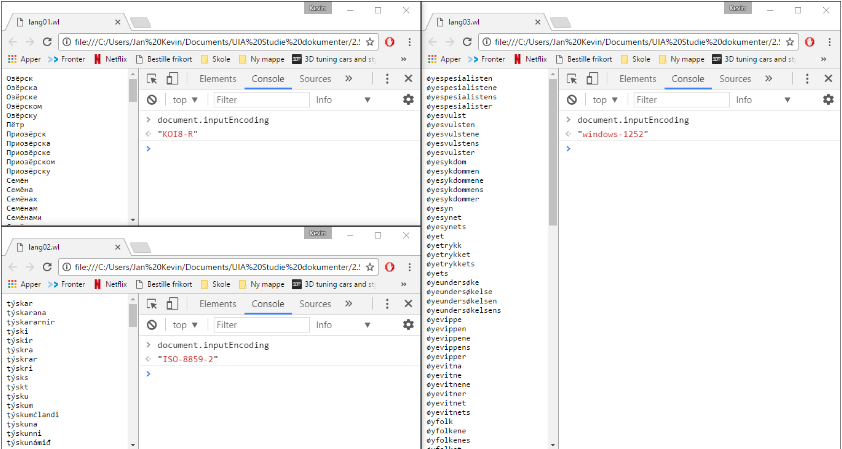 Kevin
lang01.wl
file:///C:/Users/Jan%20Kevin/Documents/UIA%20Studie%20dokumenter/2.5
Apper Fronter Netflix Bestille frikort Skole Ny mappe 3D tuning cars and sty »
Озёрск
Озёрска
Озёрске
Озёрском
Озёрску
Пётр
Приозёрск
Приозёрска
Приозёрске
Приозёрском
Приозёрску
Семён
Семёна
Семёнах
Семёнам
Семёнами
Elements Console Sources »
top Filter Info
document.inputEncoding
"KOI8-R"
Kevin
lang02.wl
file:///C:/Users/Jan%20Kevin/Documents/UIA%20Studie%20dokumenter/2.5
Apper Fronter Netflix Bestille frikort Skole Ny mappe 3D tuning cars and sty »
týskar
týskarana
týskararnir
týski
týskir
týskra
týskrar
týskri
týsks
týskt
týsku
týskum
týskumčlandi
týskuna
týskunni
týskunámiđ
Elements Console Sources »
top Filter Info
document.inputEncoding
"ISO-8859-2"
Kevin
lang03.wl
file:///C:/Users/Jan%20Kevin/Documents/UIA%20Studie%20dokumenter/2.5
Apper Fronter Netflix Bestille frikort Skole Ny mappe 3D tuning cars and sty »
øyespesialisten
øyespesialistene
øyespesialistens
øyespesialister
øyesvulst
øyesvulsten
øyesvulstene
øyesvulstens
øyesvulster
øyesykdom
øyesykdommen
øyesykdommene
øyesykdommens
øyesykdommer
øyesyn
øyesynet
øyesynets
øyet
øyetrykk
øyetrykket
øyetrykkets
øyets
øyeundersøke
øyeundersøkelse
øyeundersøkelsen
øyeundersøkelsens
øyevippe
øyevippen
øyevippene
øyevippens
øyevipper
øyevitna
øyevitne
øyevitnene
øyevitner
øyevitnet
øyevitnets
øyfolk
øyfolkene
øyfolkenes
øyfolket
Elements Console Sources »
top Filter Info
document.inputEncoding
"windows-1252"